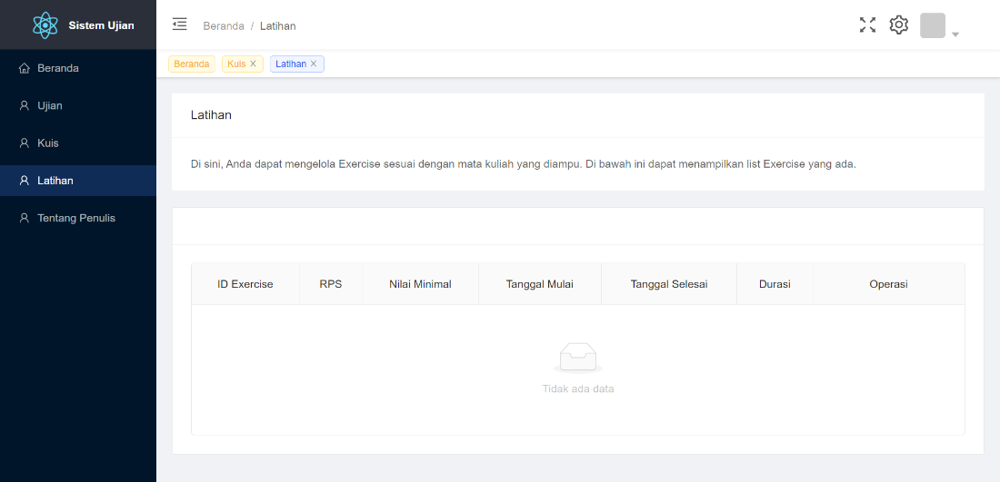 Sistem Ujian
Beranda / Latihan
Beranda
Ujian
Kuis
Latihan
Tentang Penulis
Beranda Kuis × Latihan ×
Latihan
Di sini, Anda dapat mengelola Exercise sesuai dengan mata kuliah yang diampu. Di bawah ini dapat menampilkan list Exercise yang ada.
ID Exercise RPS Nilai Minimal Tanggal Mulai Tanggal Selesai Durasi Operasi
Tidak ada data